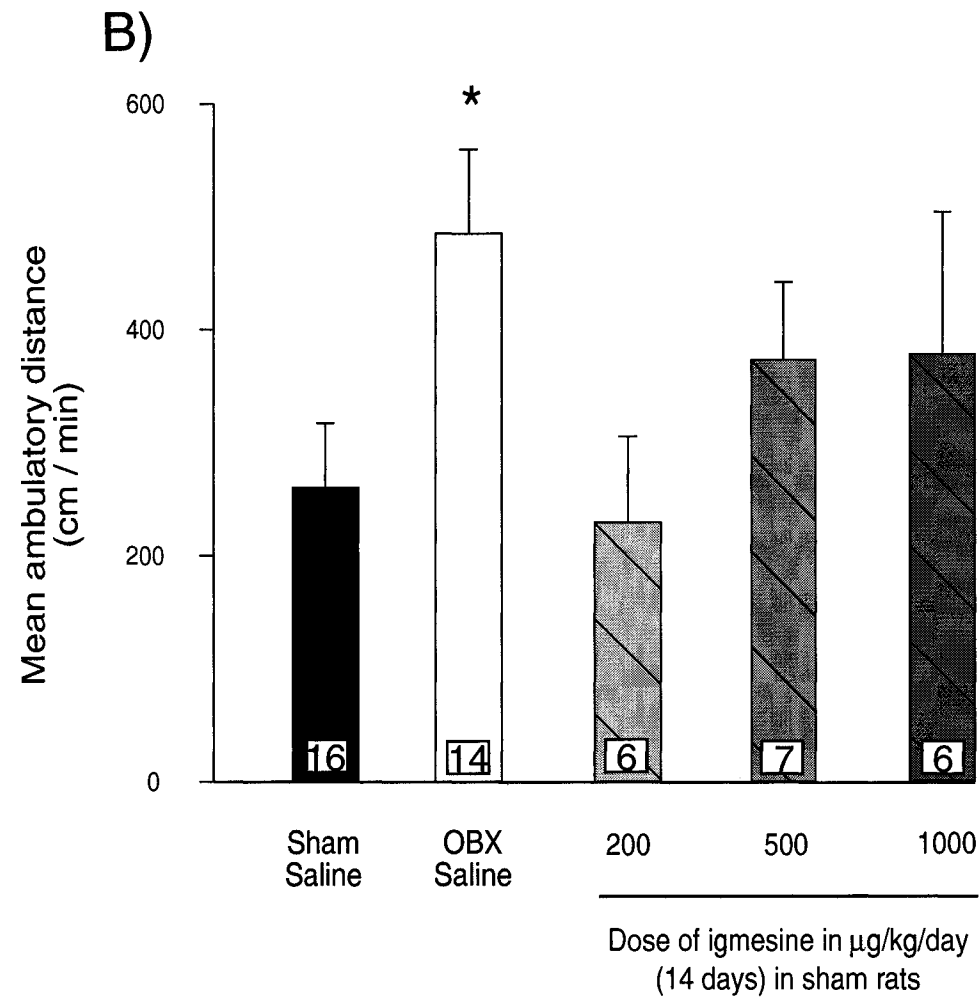 B)
Mean ambulatory distance
(cm / min)
600
400
200
0
*
16
14
6
7
6
Sham
Saline
OBX
Saline
200
500
1000
Dose of igmesine in μg/kg/day
(14 days) in sham rats